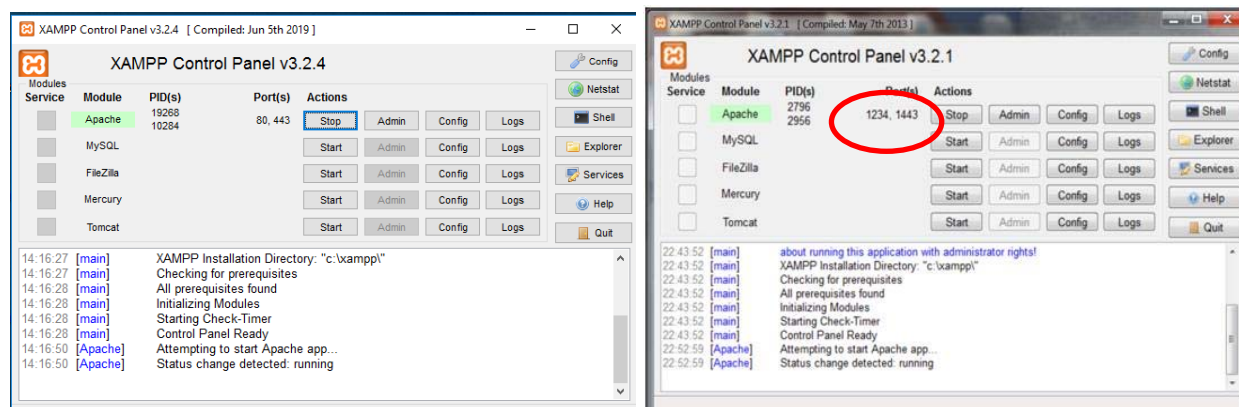 XAMPP Control Panel v3.2.4 [ Compiled: Jun 5th 2019 ]
XAMPP Control Panel v3.2.4
Config
Modules
Service Module PID(s) Port(s) Actions
Netstat
Apache 19268 80, 443 Stop Admin Config Logs
10284
Shell
MySQL Start Admin Config Logs
Explorer
FileZilla Start Admin Config Logs
Services
Mercury Start Admin Config Logs
Help
Tomcat Start Admin Config Logs
Quit
14:16:27 [main] XAMPP Installation Directory: "c:\xampp\"
14:16:27 [main] Checking for prerequisites
14:16:28 [main] All prerequisites found
14:16:28 [main] Initializing Modules
14:16:28 [main] Starting Check-Timer
14:16:28 [main] Control Panel Ready
14:16:50 [Apache] Attempting to start Apache app...
14:16:50 [Apache] Status change detected: running
XAMPP Control Panel v3.2.1 [ Compiled: May 7th 2013 ]
XAMPP Control Panel v3.2.1
Config
Modules
Service Module PID(s) Port(s) Actions
Netstat
Apache 2796 1234, 1443 Stop Admin Config Logs
2956
Shell
MySQL Start Admin Config Logs
Explorer
FileZilla Start Admin Config Logs
Services
Mercury Start Admin Config Logs
Help
Tomcat Start Admin Config Logs
Quit
22:43:52 [main] about running this application with administrator rights!
22:43:52 [main] XAMPP Installation Directory: "c:\xampp\"
22:43:52 [main] Checking for prerequisites
22:43:52 [main] All prerequisites found
22:43:52 [main] Initializing Modules
22:43:52 [main] Starting Check-Timer
22:43:52 [main] Control Panel Ready
22:52:59 [Apache] Attempting to start Apache app...
22:52:59 [Apache] Status change detected: running